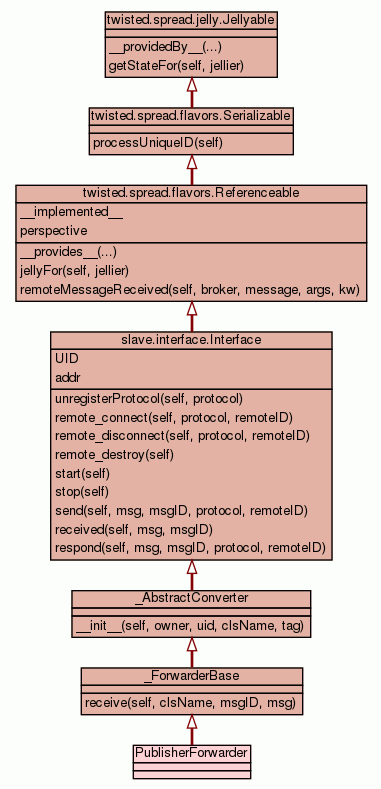 twisted.spread.jelly.Jellyable
__providedBy__(...)
getStateFor(self, jellier)
twisted.spread.flavors.Serializable
processUniqueID(self)
twisted.spread.flavors.Referenceable
__implemented__
perspective
__provides__(...)
jellyFor(self, jellier)
remoteMessageReceived(self, broker, message, args, kw)
slave.interface.Interface
UID
addr
unregisterProtocol(self, protocol)
remote_connect(self, protocol, remoteID)
remote_disconnect(self, protocol, remoteID)
remote_destroy(self)
start(self)
stop(self)
send(self, msg, msgID, protocol, remoteID)
received(self, msg, msgID)
respond(self, msg, msgID, protocol, remoteID)
_AbstractConverter
__init__(self, owner, uid, clsName, tag)
_ForwarderBase
receive(self, clsName, msgID, msg)
PublisherForwarder